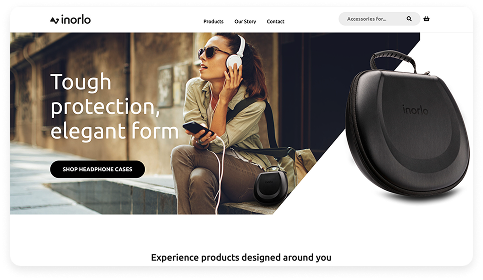 inorlo
Products Our Story Contact
Accessories for...
Tough
protection,
elegant form
inorlo
SHOP HEADPHONE CASES
Experience products designed around you